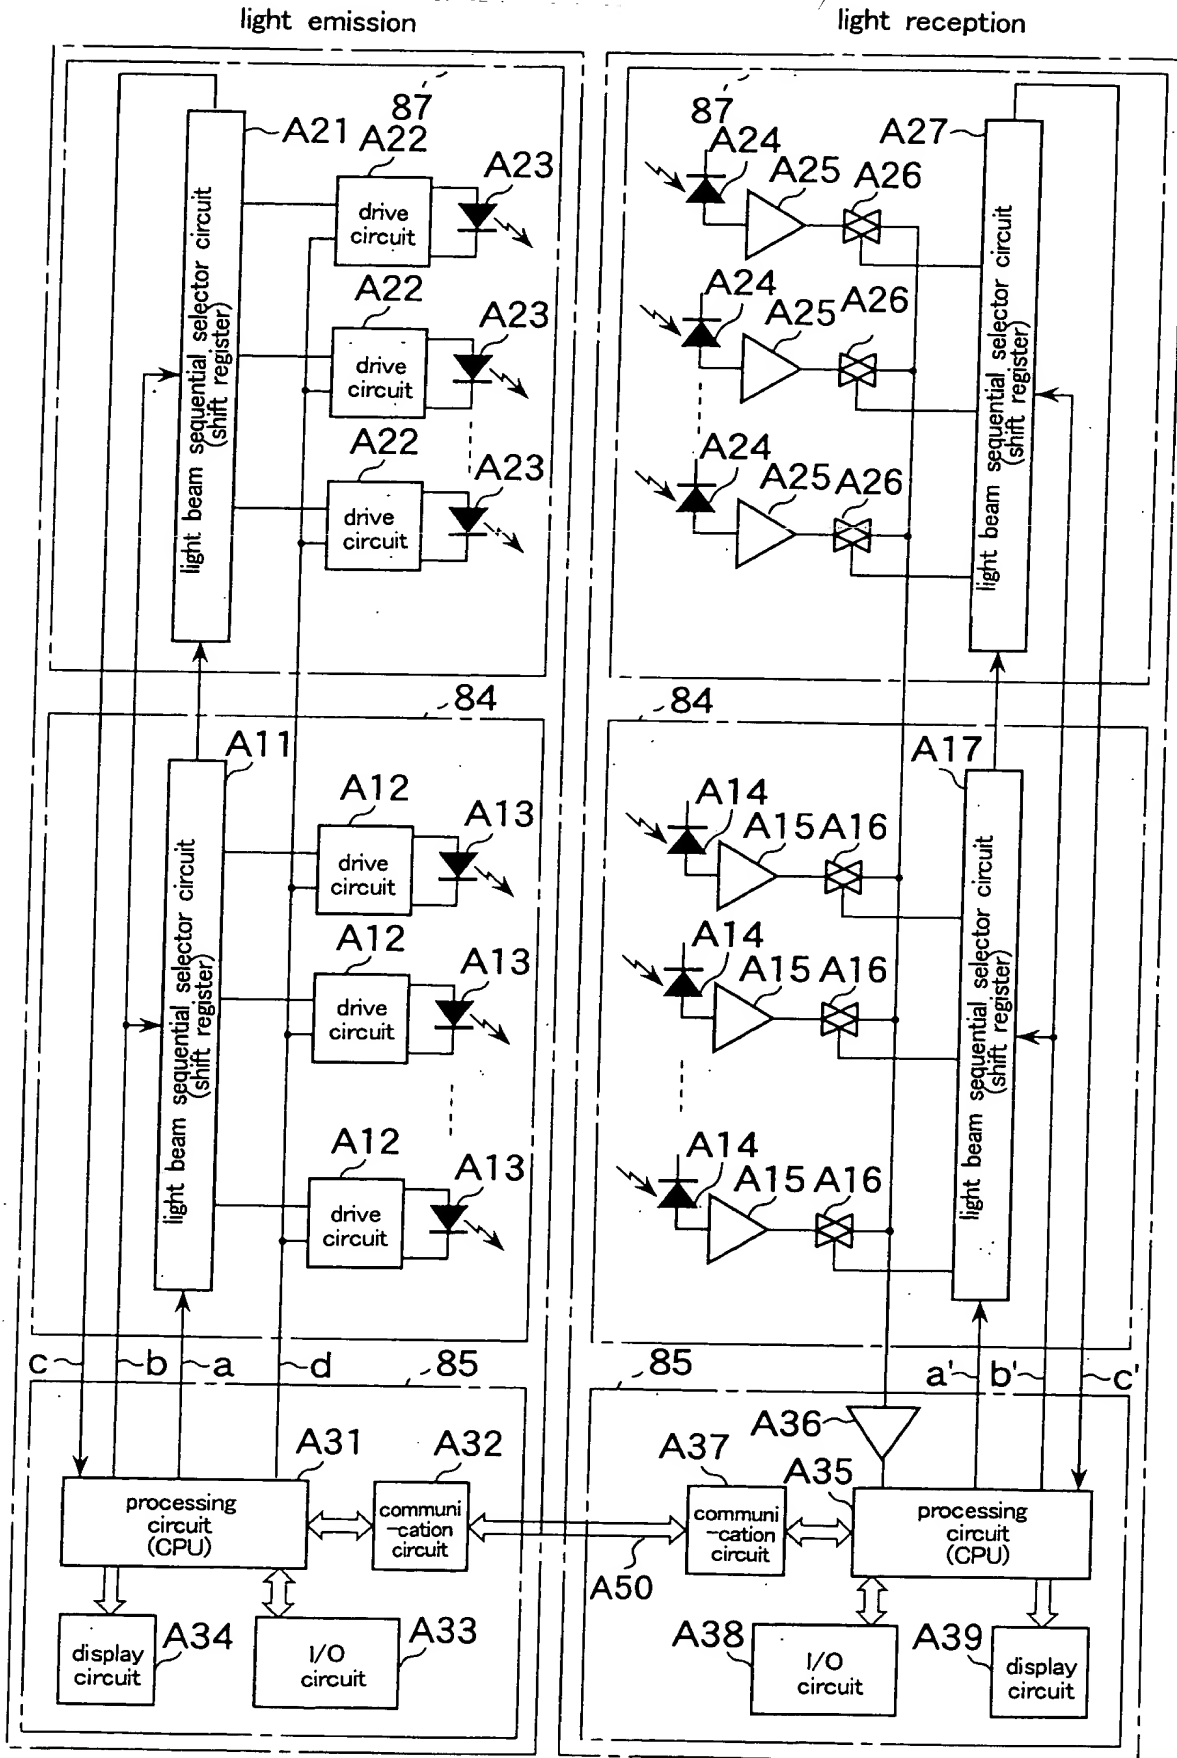 light emission
light reception
87
A21
A22
A23
drive
circuit
A22
A23
drive
circuit
A22
A23
drive
circuit
light beam sequential selector circuit
(shift register)
87
A24
A25
A26
A27
A24
A25
A26
A24
A25
A26
light beam sequential selector circuit
(shift register)
84
A11
A12
A13
drive
circuit
A12
A13
drive
circuit
A12
A13
drive
circuit
light beam sequential selector circuit
(shift register)
84
A14
A15
A16
A17
A14
A15
A16
A14
A15
A16
light beam sequential selector circuit
(shift register)
c
b
a
d
85
A31
processing
circuit
(CPU)
A32
communi
-cation
circuit
A34
display
circuit
A33
I/O
circuit
A50
85
a'
b'
c'
A36
A37
communi
-cation
circuit
A35
processing
circuit
(CPU)
A38
I/O
circuit
A39
display
circuit